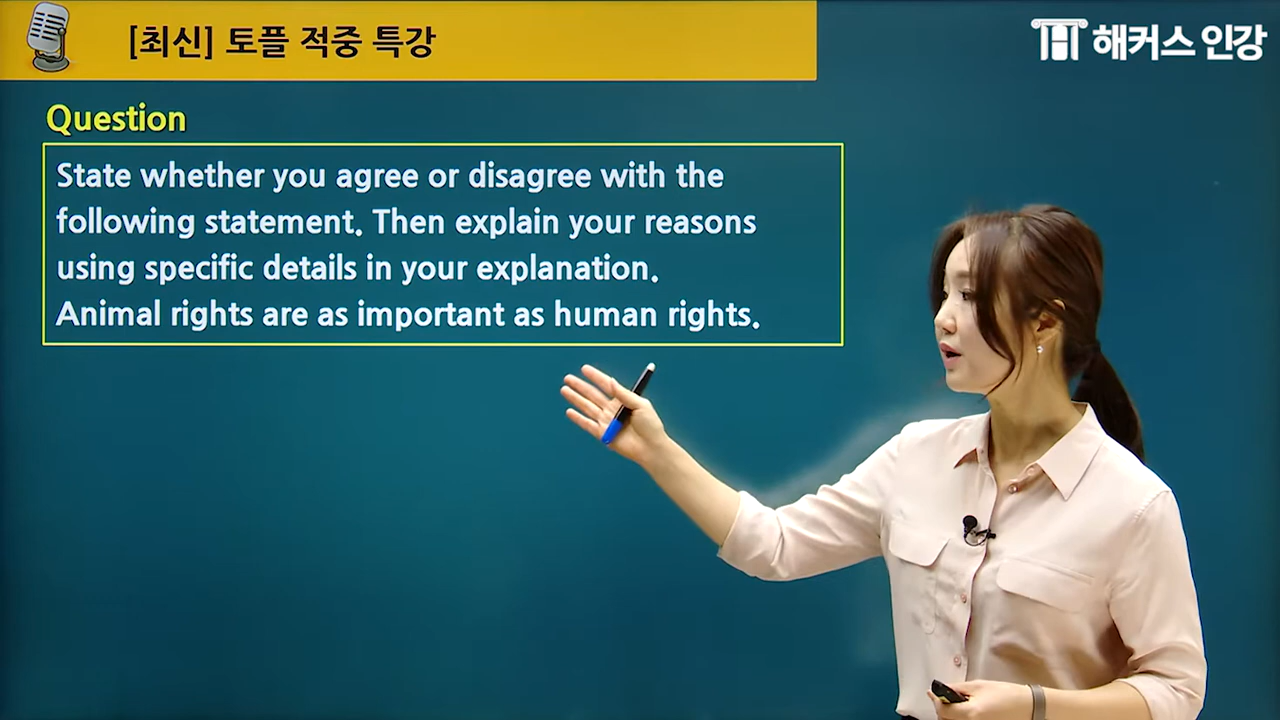 [최신] 토플 적중 특강
해커스 인강
Question
State whether you agree or disagree with the
following statement. Then explain your reasons
using specific details in your explanation.
Animal rights are as important as human rights.